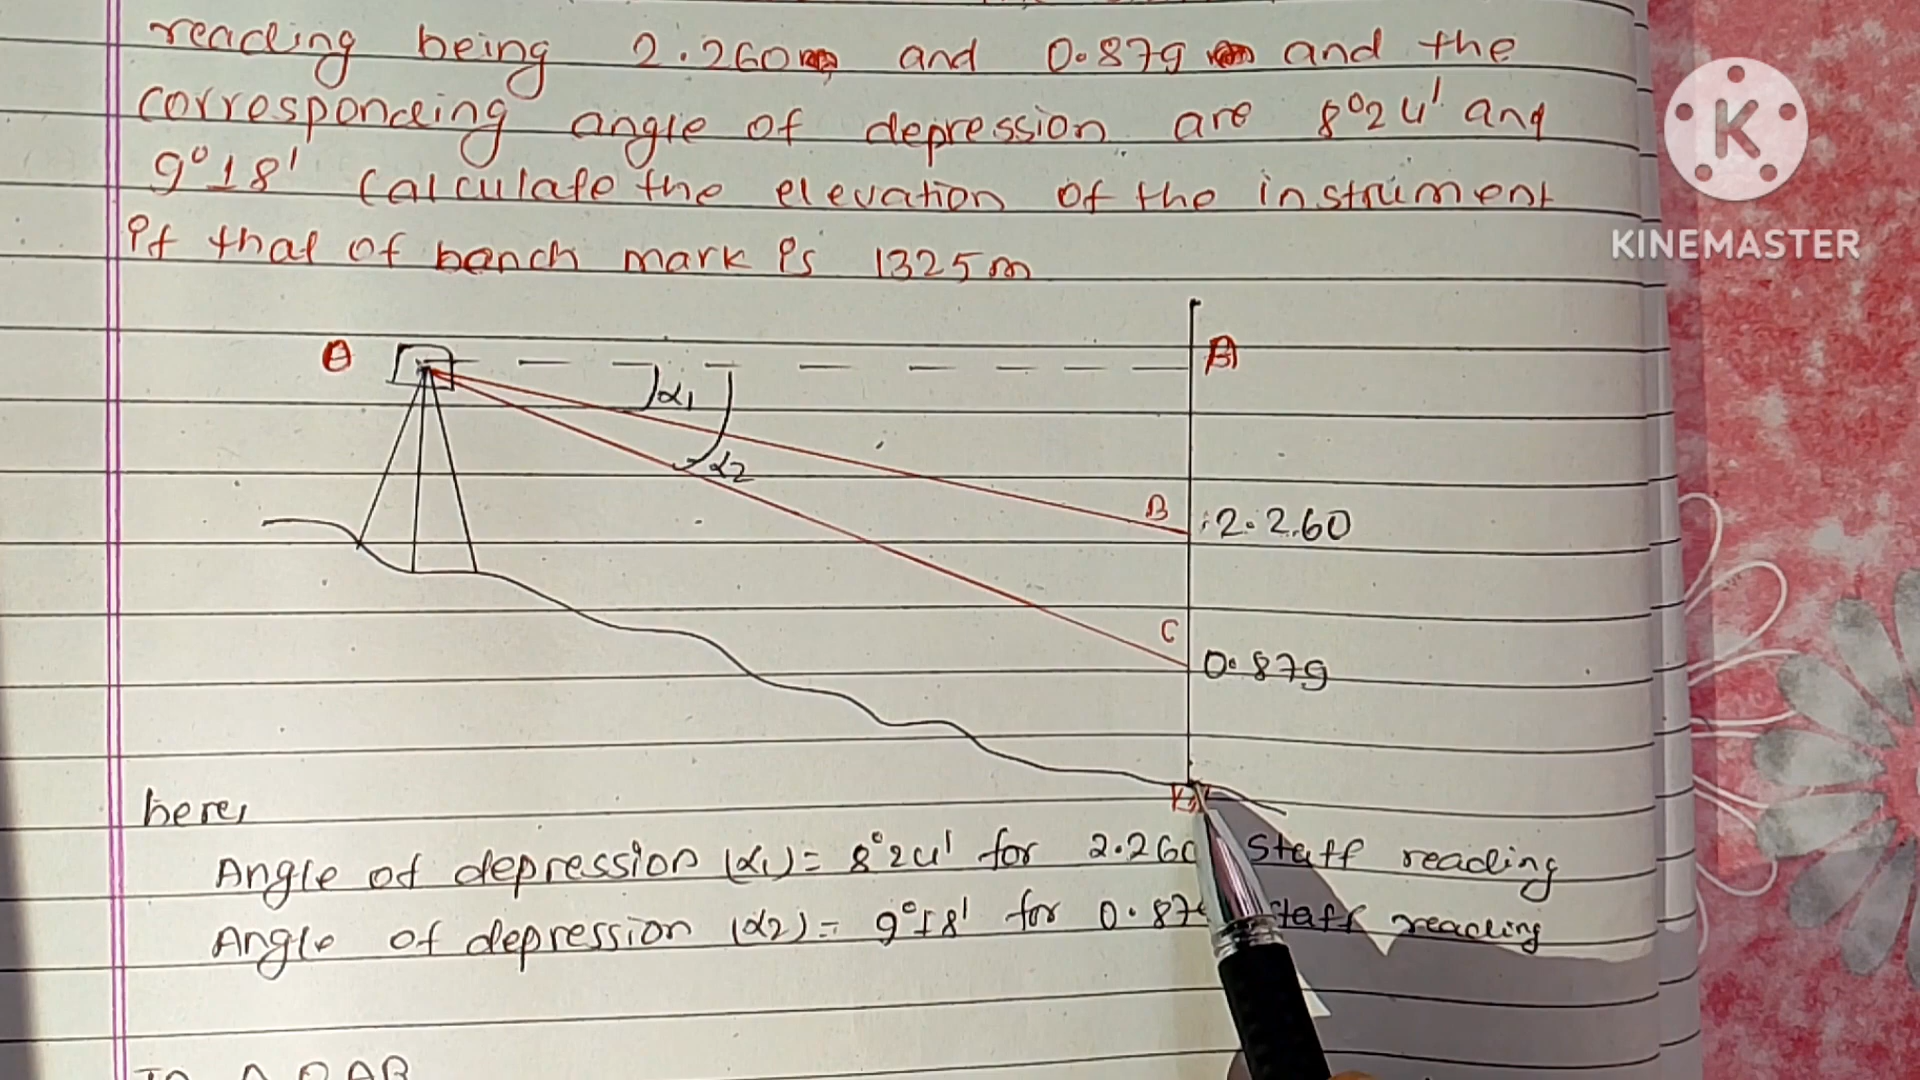 reading being 2.260 and 0.879 and the
corresponding angle of depression are 8°24' and
9°18' Calculate the elevation of the instrument
if that of bench mark is 1325m
K
KINEMASTER
O
A
α1
α2
B 2.260
C 0.879
here,
Angle of depression (α1) = 8°24' for 2.260 staff reading
Angle of depression (α2) = 9°18' for 0.879 staff reading
In Δ OAB